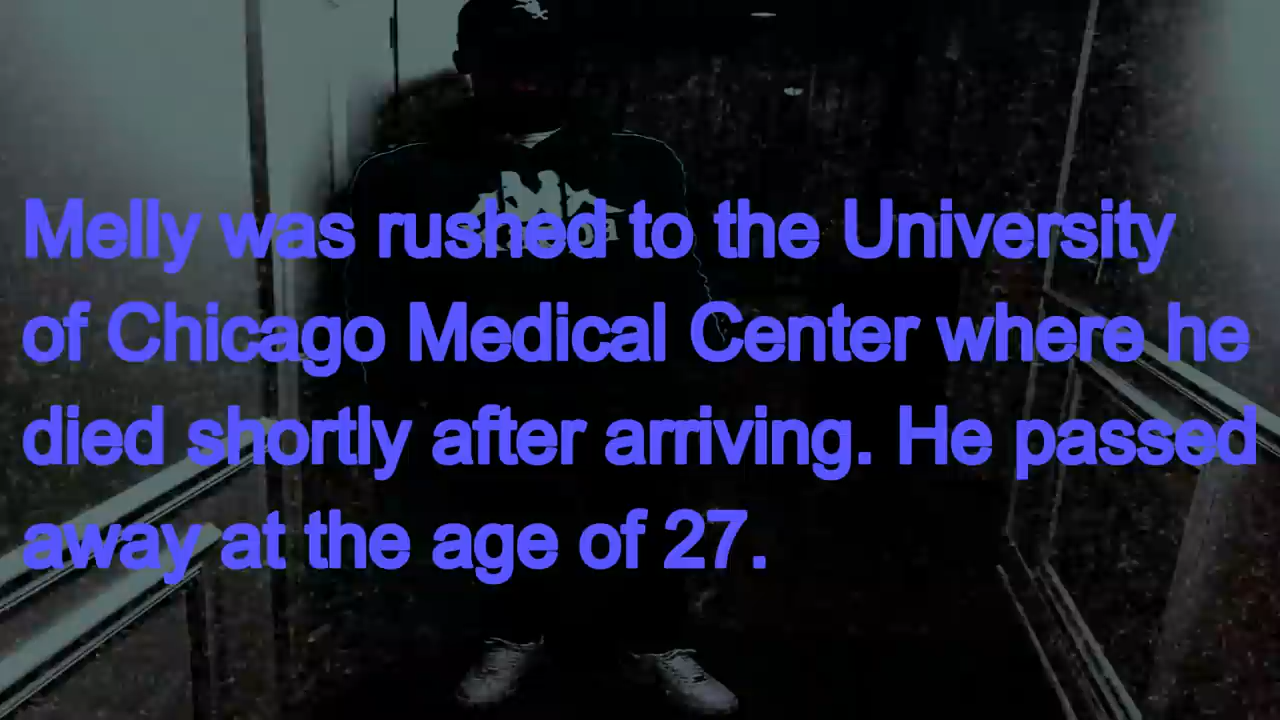 Melly was rushed to the University
of Chicago Medical Center where he
died shortly after arriving. He passed
away at the age of 27.